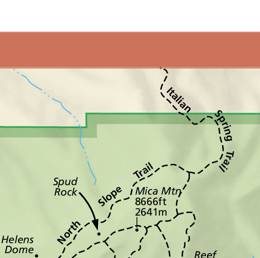 Italian
Spring
Trail
Spud
Rock
North
Slope
Trail
Mica Mtn
8666ft
2641m
Helens
Dome
Reef